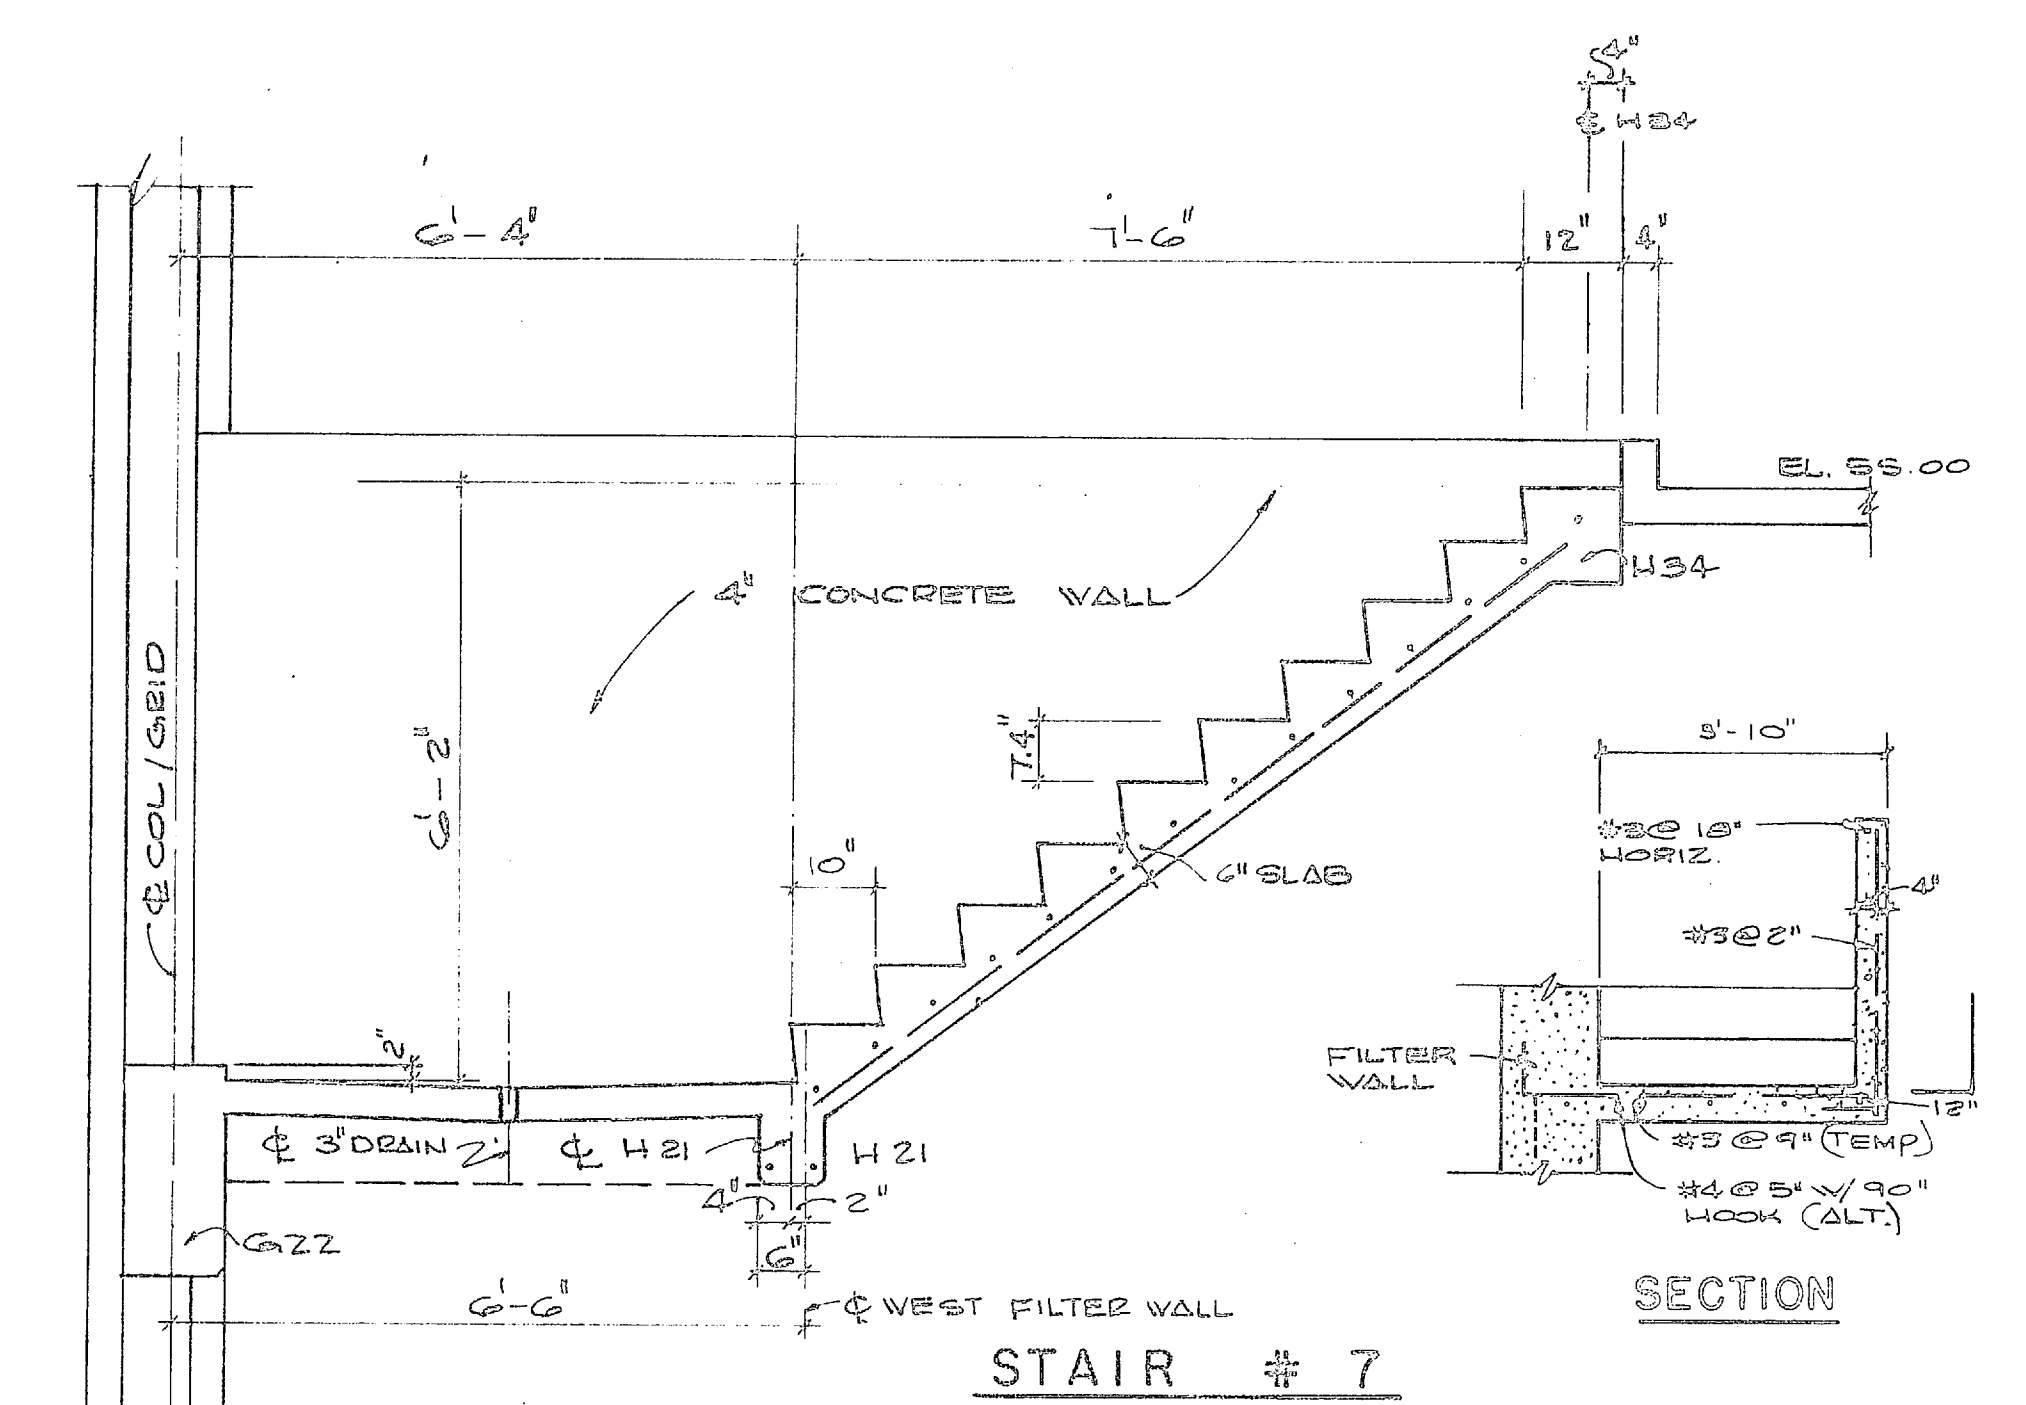 4"
℄ H34
6'-4"
7'-6"
12"
4"
EL. 55.00
4" CONCRETE WALL
H34
℄ COL / GRID
6'-2"
7.4"
3'-10"
#3@ 18"
HORIZ.
4"
10"
6" SLAB
#3@
2"
FILTER
WALL
12"
℄ 3" DRAIN
℄ H21
H21
#3 @ 9" (TEMP)
4"
2"
#4 @ 5" W/ 90°
HOOK (ALT.)
G22
6"
SECTION
6'-6"
℄ WEST FILTER WALL
STAIR # 7